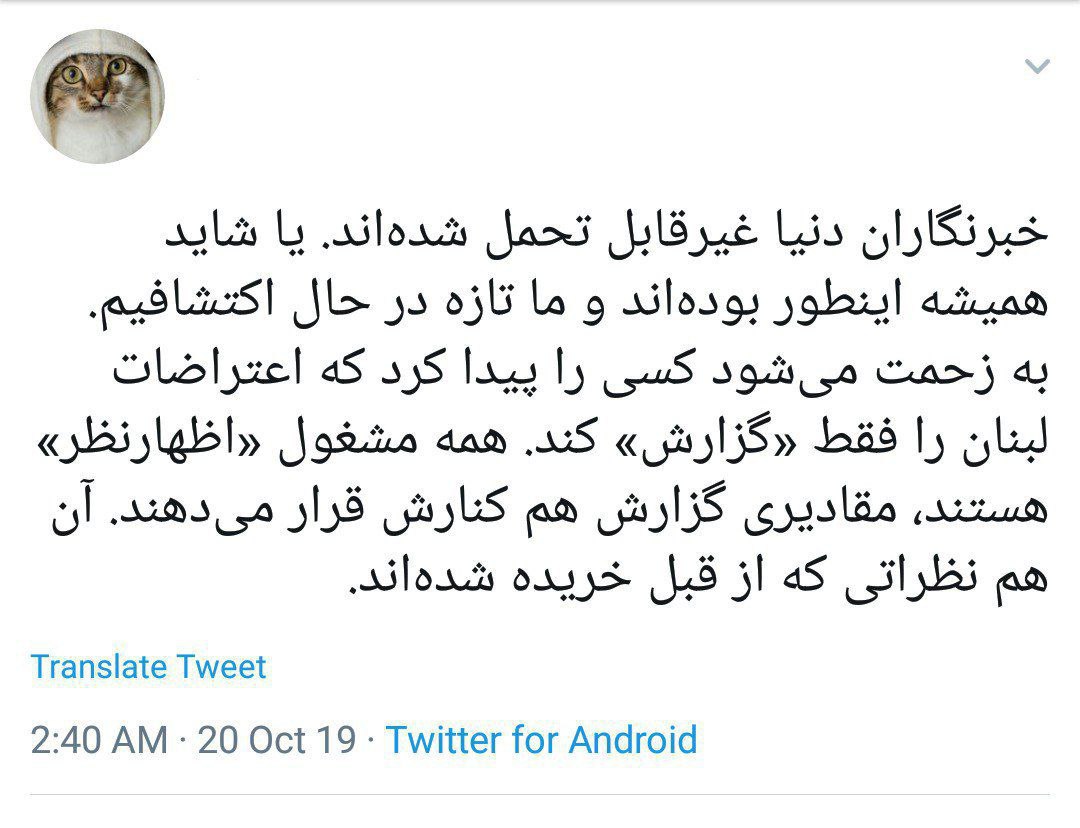 خبرنگاران دنیا غیرقابل تحمل شده‌اند. یا شاید
همیشه اینطور بوده‌اند و ما تازه در حال اکتشافیم.
به زحمت می‌شود کسی را پیدا کرد که اعتراضات
لبنان را فقط «گزارش» کند. همه مشغول «اظهارنظر»
هستند، مقادیری گزارش هم کنارش قرار می‌دهند. آن
هم نظراتی که از قبل خریده شده‌اند.
Translate Tweet
2:40 AM · 20 Oct 19 · Twitter for Android